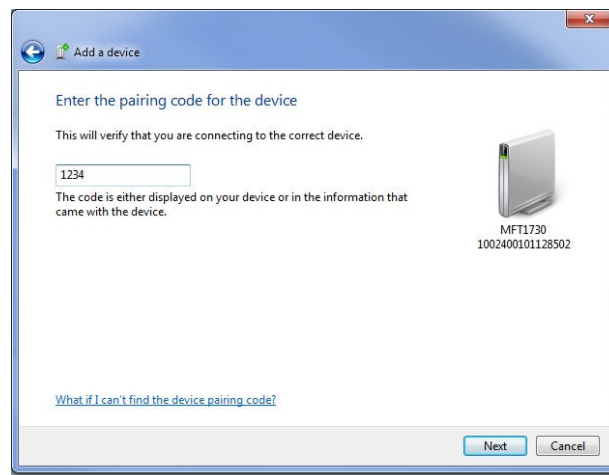 Add a device
Enter the pairing code for the device
This will verify that you are connecting to the correct device.
1234
The code is either displayed on your device or in the information that
came with the device.
MFT1730
1002400101128502
What if I can't find the device pairing code?
Next
Cancel